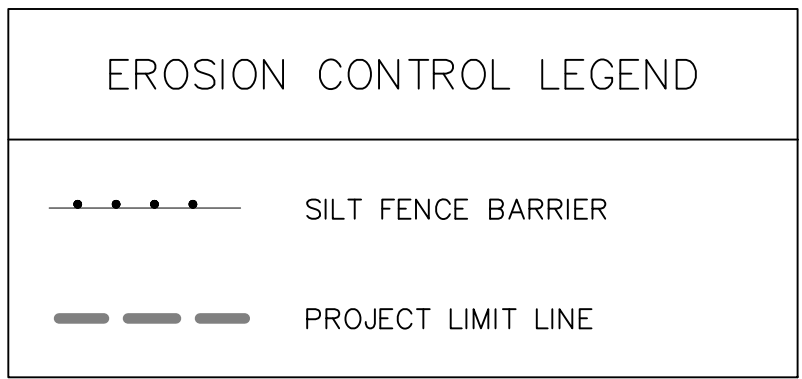 EROSION CONTROL LEGEND
SILT FENCE BARRIER
PROJECT LIMIT LINE